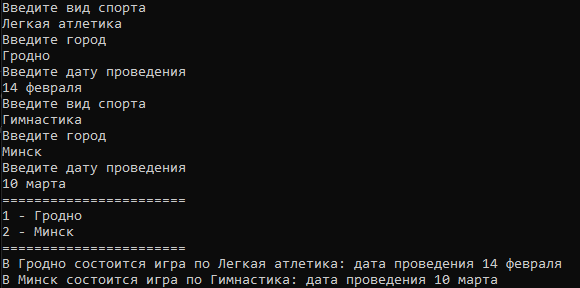 Введите вид спорта
Легкая атлетика
Введите город
Гродно
Введите дату проведения
14 февраля
Введите вид спорта
Гимнастика
Введите город
Минск
Введите дату проведения
10 марта
=======================
1 - Гродно
2 - Минск
=======================
В Гродно состоится игра по Легкая атлетика: дата проведения 14 февраля
В Минск состоится игра по Гимнастика: дата проведения 10 марта